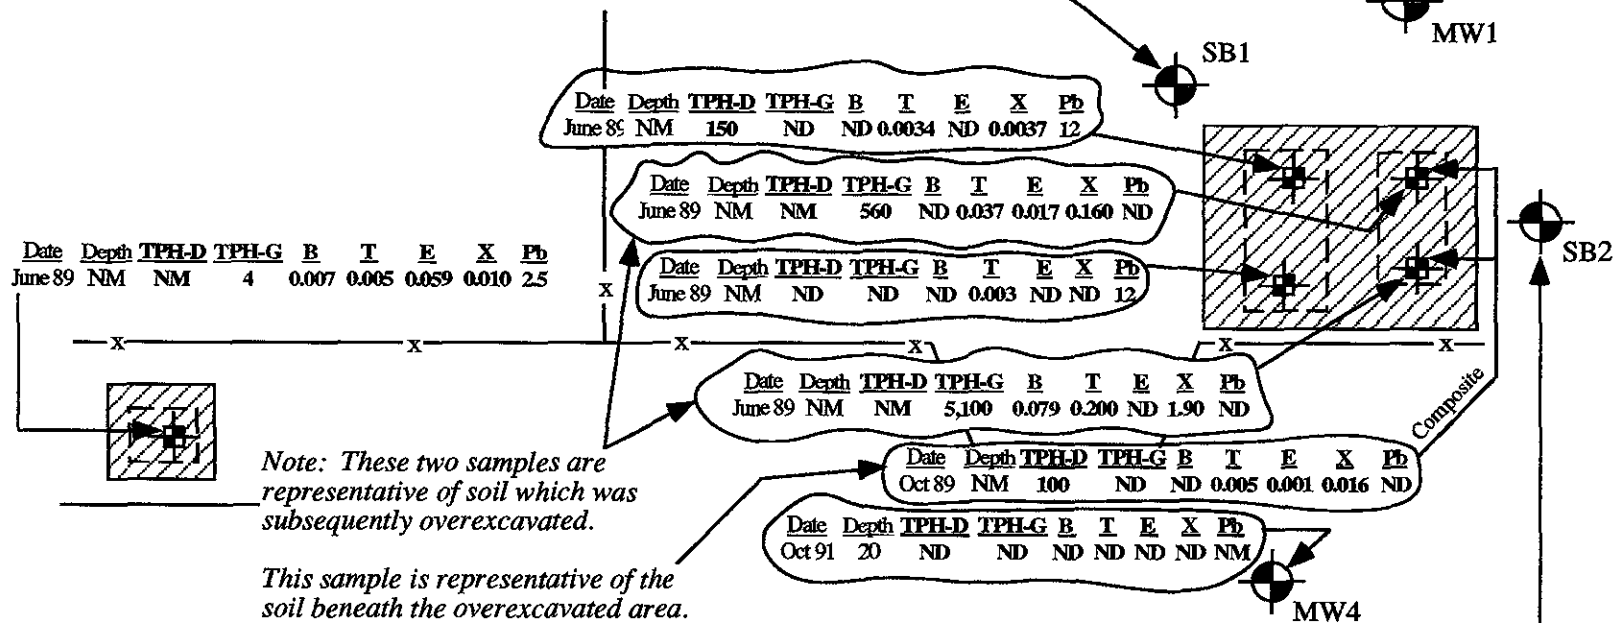 MW1
SB1
Date Depth TPH-D TPH-G B T E X Pb
June 89 NM 150 ND ND 0.0034 ND 0.0037 12
Date Depth TPH-D TPH-G B T E X Pb
June 89 NM NM 560 ND 0.037 0.017 0.160 ND
SB2
Date Depth TPH-D TPH-G B T E X Pb
June 89 NM NM 4 0.007 0.005 0.059 0.010 2.5
Date Depth TPH-D TPH-G B T E X Pb
June 89 NM ND ND ND 0.003 ND ND 12
x
x x x x x x
Date Depth TPH-D TPH-G B T E X Pb
June 89 NM NM 5,100 0.079 0.200 ND 1.90 ND
Composite
Note: These two samples are
representative of soil which was
subsequently overexcavated.
Date Depth TPH-D TPH-G B T E X Pb
Oct 89 NM 100 ND ND 0.005 0.001 0.016 ND
Date Depth TPH-D TPH-G B T E X Pb
Oct 91 20 ND ND ND ND ND ND NM
This sample is representative of the
soil beneath the overexcavated area.
MW4